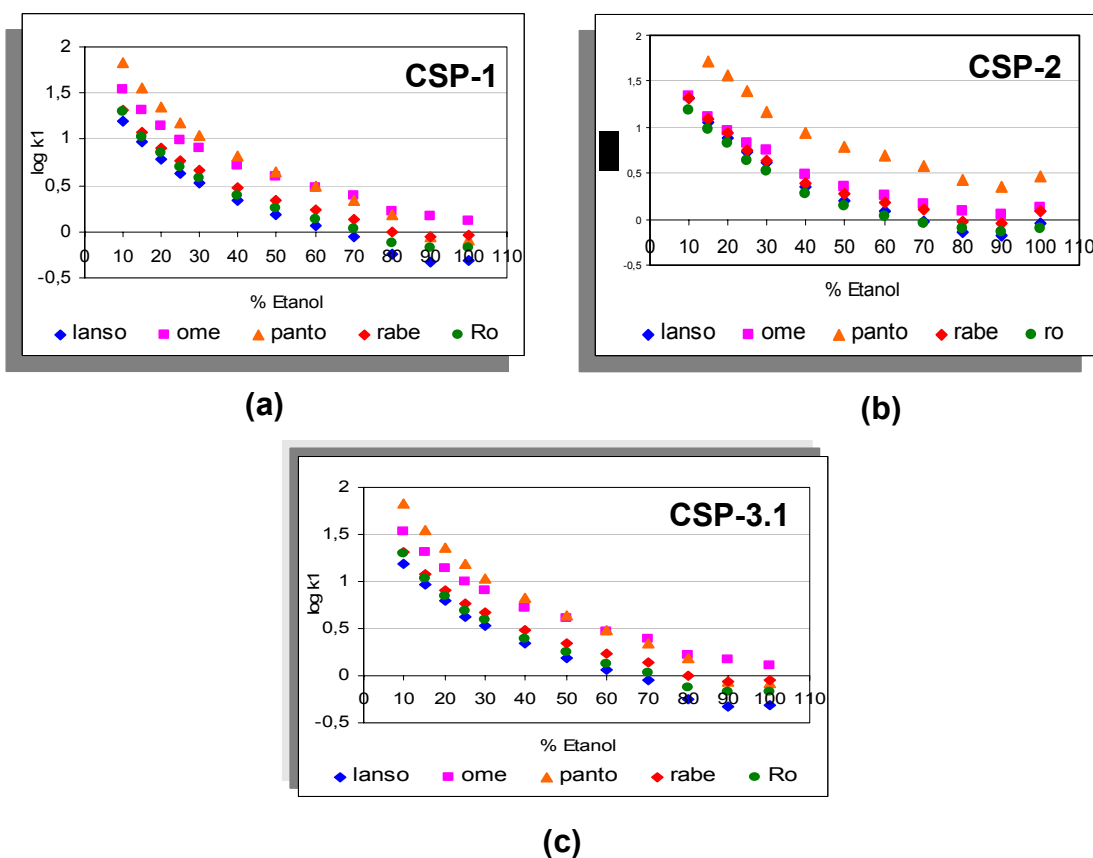 CSP-1
2
1,5
1
0,5
0
-0,5
log k1
0 10 20 30 40 50 60 70 80 90 100 110
% Etanol
lanso ome panto rabe Ro
(a)
CSP-2
2
1,5
1
0,5
0
-0,5
0 10 20 30 40 50 60 70 80 90 100 110
% Etanol
lanso ome panto rabe ro
(b)
CSP-3.1
2
1,5
1
0,5
0
-0,5
log k1
0 10 20 30 40 50 60 70 80 90 100 110
% Etanol
lanso ome panto rabe Ro
(c)